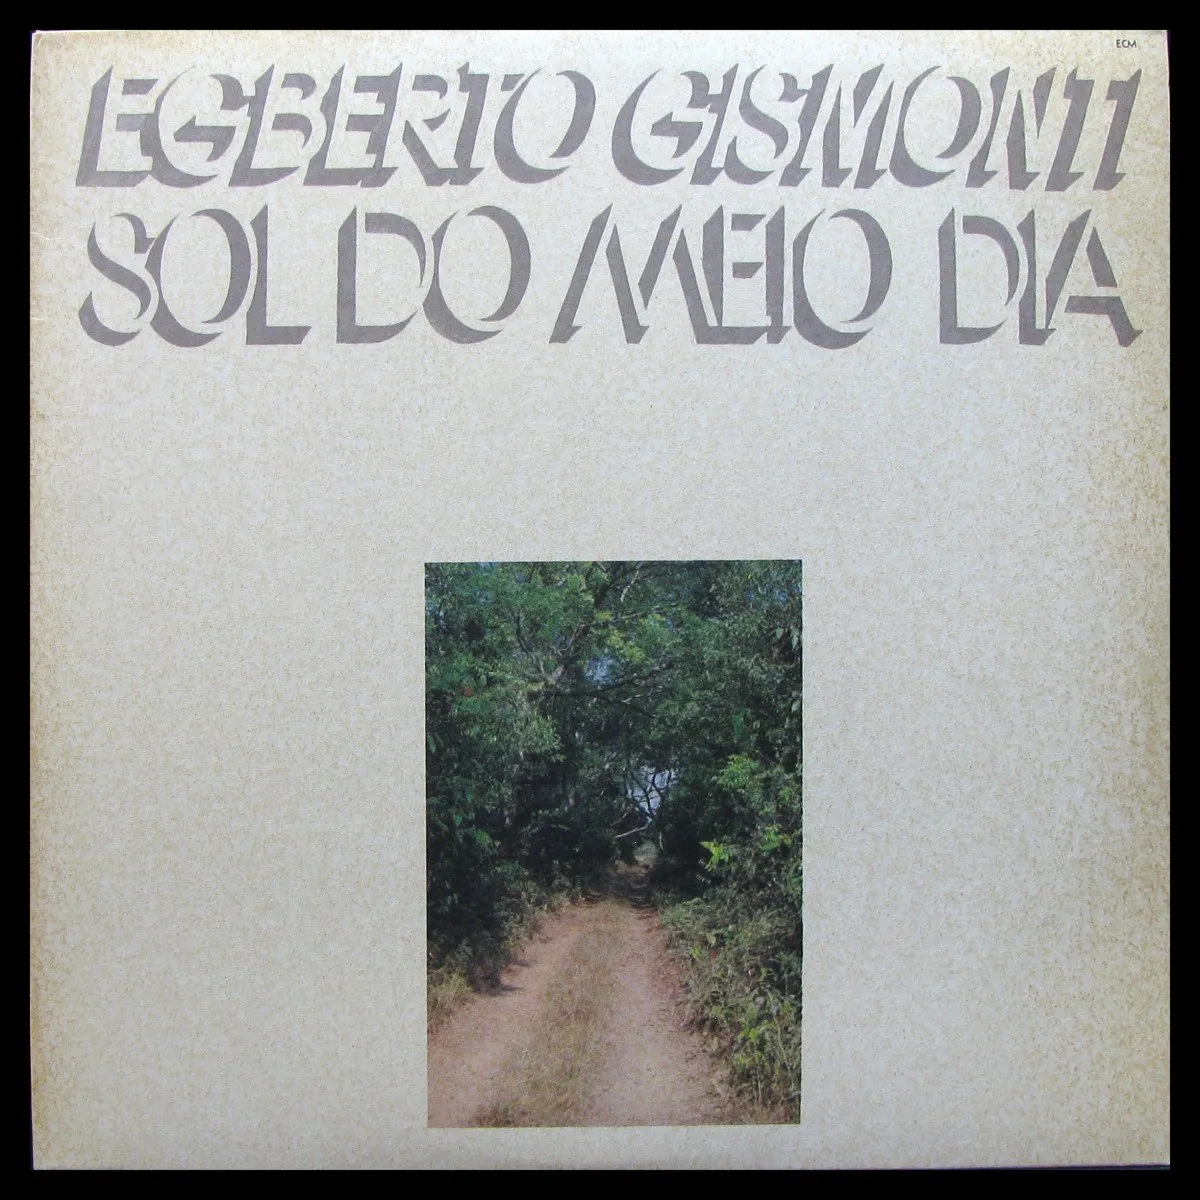 ECM
EGBERTO GISMONTI
SOL DO MEIO DIA